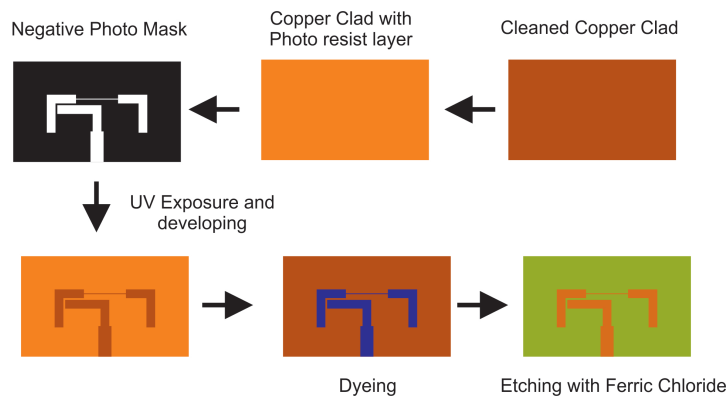 Negative Photo Mask
Copper Clad with
Photo resist layer
Cleaned Copper Clad
UV Exposure and
developing
Dyeing
Etching with Ferric Chloride